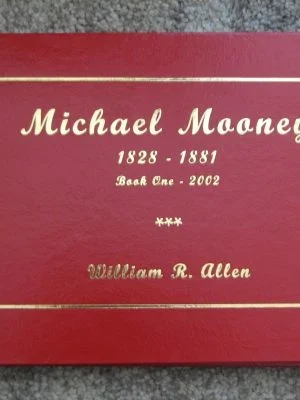 Michael Mooney
1828 - 1881
Book One - 2002
***
William R. Allen